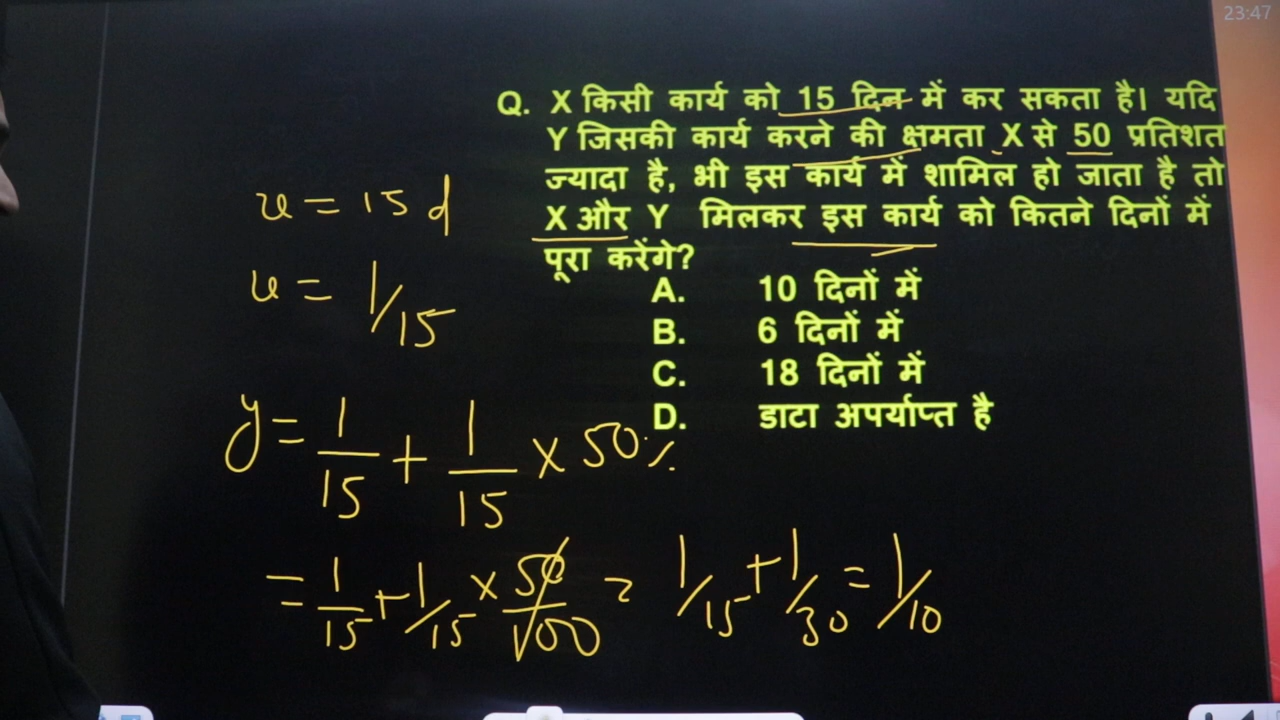 23:47
Q. X किसी कार्य को 15 दिन में कर सकता है। यदि
Y जिसकी कार्य करने की क्षमता X से 50 प्रतिशत
ज्यादा है, भी इस कार्य में शामिल हो जाता है तो
X और Y मिलकर इस कार्य को कितने दिनों में
पूरा करेंगे?
A. 10 दिनों में
B. 6 दिनों में
C. 18 दिनों में
D. डाटा अपर्याप्त है
x = 15 d
x = 1/15
y = 1/15 + 1/15 × 50%
= 1/15 + 1/15 × 50/100 = 1/15 + 1/30 = 1/10